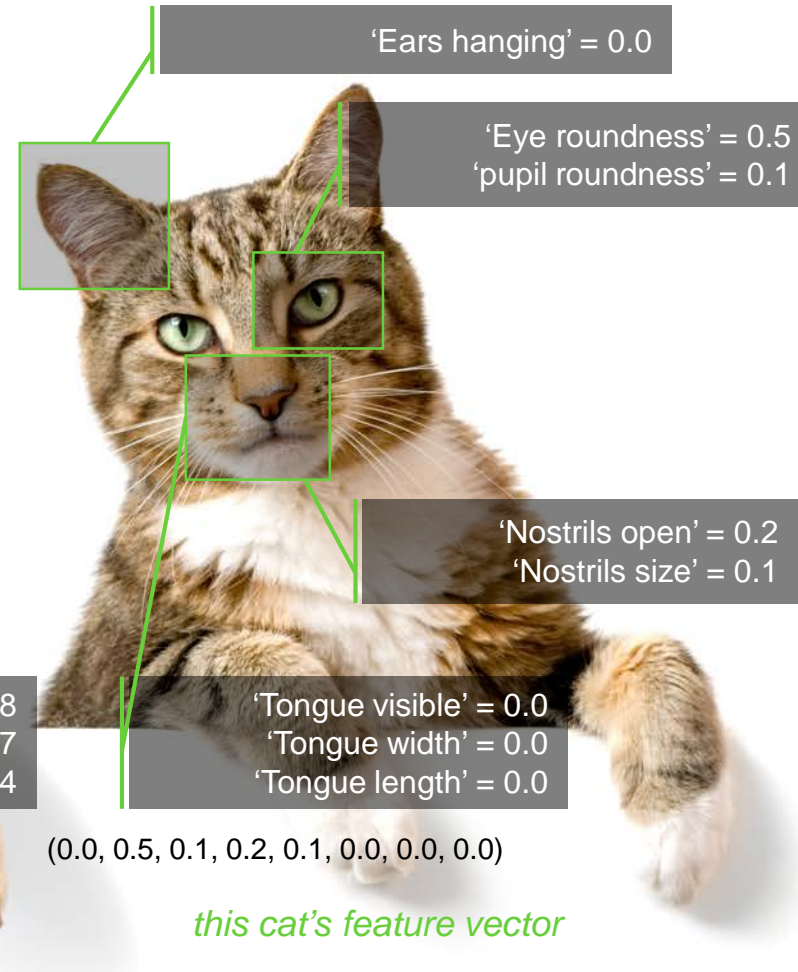 ‘Ears hanging’ = 0.0
‘Eye roundness’ = 0.5
‘pupil roundness’ = 0.1
‘Nostrils open’ = 0.2
‘Nostrils size’ = 0.1
8
7
4
‘Tongue visible’ = 0.0
‘Tongue width’ = 0.0
‘Tongue length’ = 0.0
(0.0, 0.5, 0.1, 0.2, 0.1, 0.0, 0.0, 0.0)
this cat’s feature vector